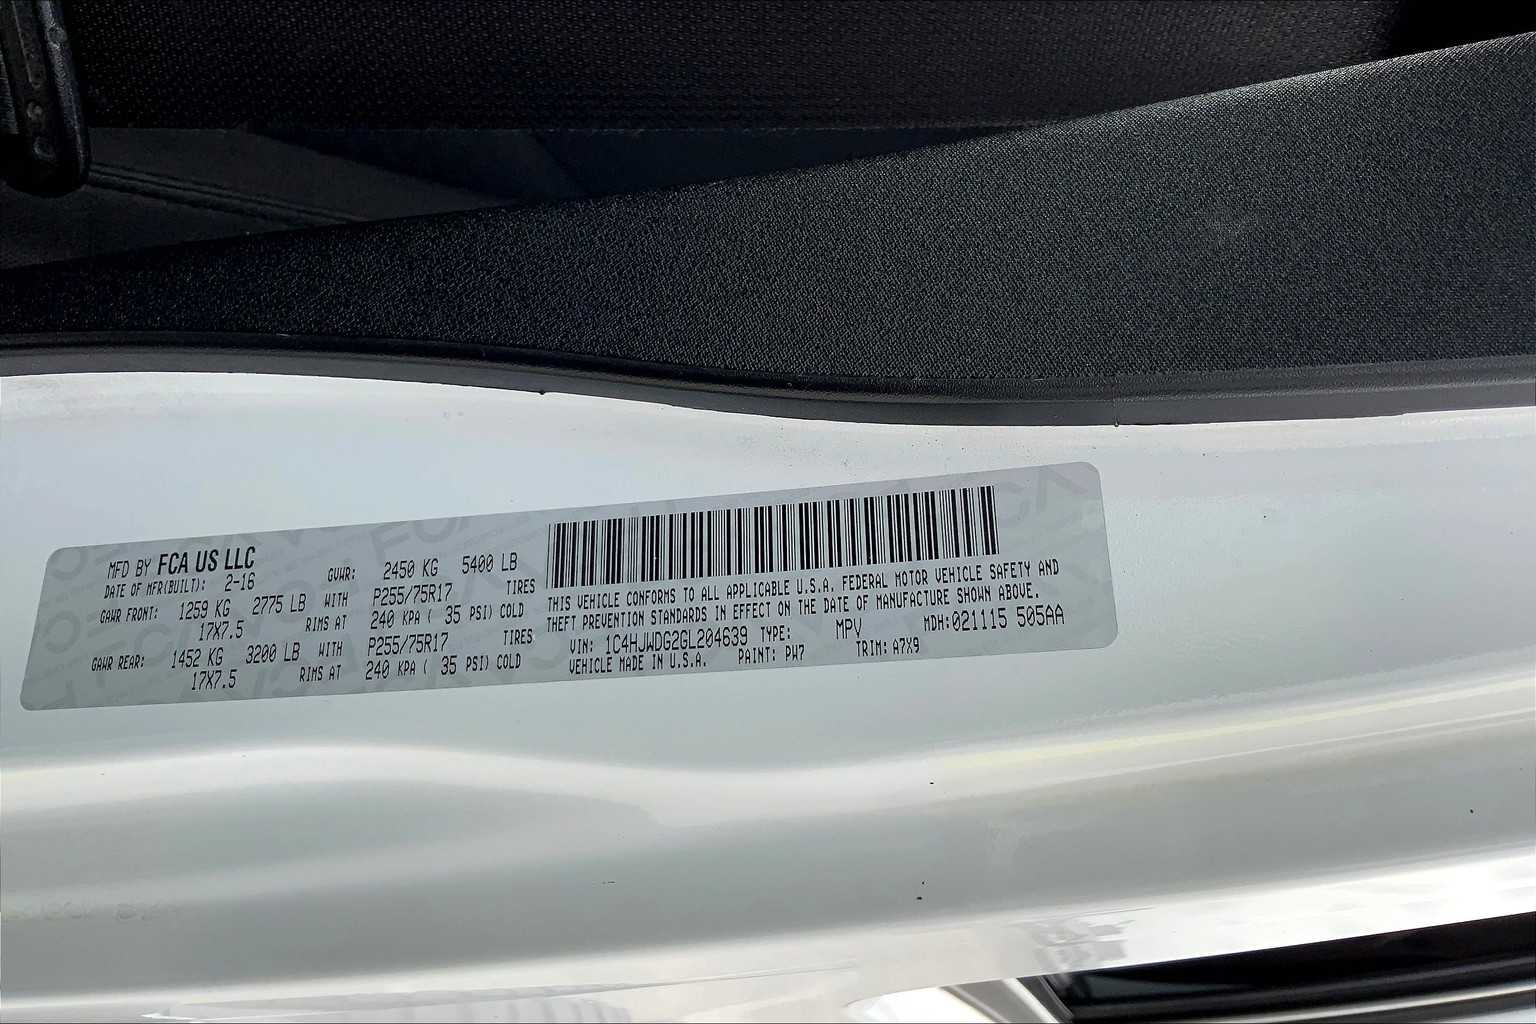 MFD BY FCA US LLC
DATE OF MFR(BUILT): 2-16 GVWR: 2450 KG 5400 LB
GAWR FRONT: 1259 KG 2775 LB WITH P255/75R17 TIRES
17X7.5 RIMS AT 240 KPA ( 35 PSI) COLD
GAWR REAR: 1452 KG 3200 LB WITH P255/75R17 TIRES
17X7.5 RIMS AT 240 KPA ( 35 PSI) COLD
THIS VEHICLE CONFORMS TO ALL APPLICABLE U.S.A. FEDERAL MOTOR VEHICLE SAFETY AND
THEFT PREVENTION STANDARDS IN EFFECT ON THE DATE OF MANUFACTURE SHOWN ABOVE.
VIN: 1C4HJWDG2GL204639 TYPE: MPV MDH:021115 505AA
VEHICLE MADE IN U.S.A. PAINT: PW7 TRIM: A7X9